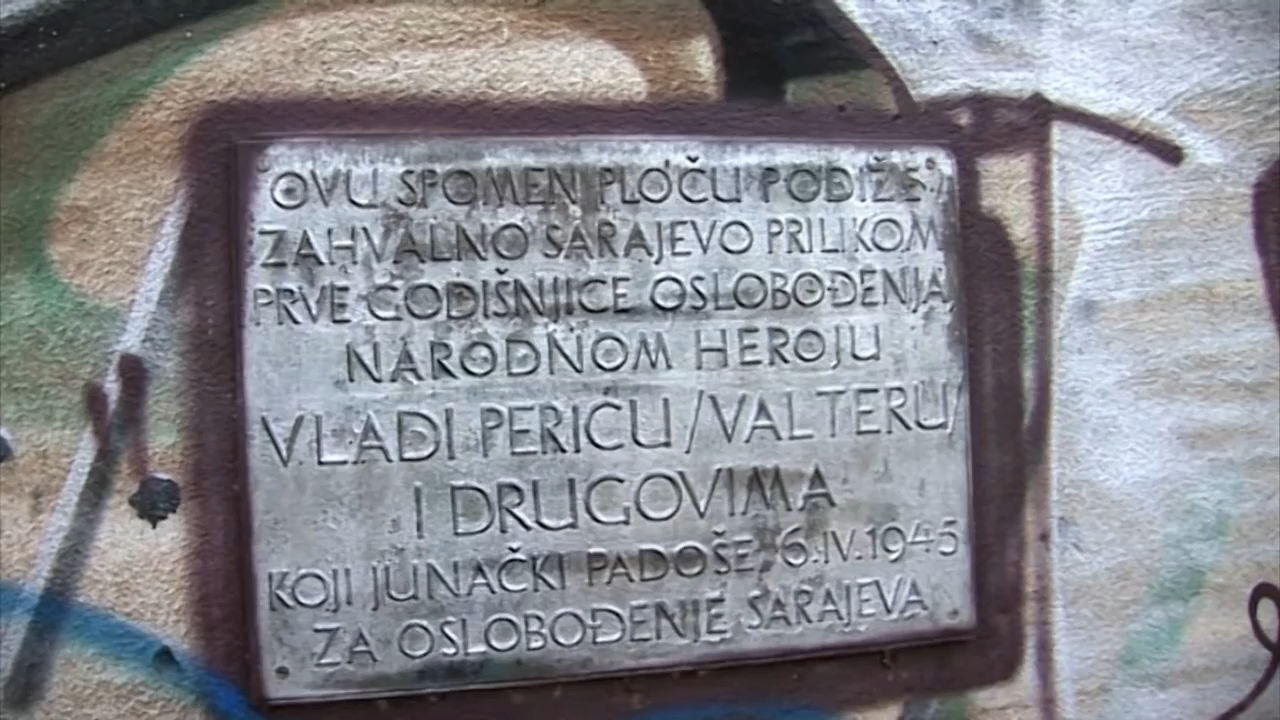 "OVU SPOMEN PLOČU PODIŽE"
ZAHVALNO SARAJEVO PRILIKOM
PRVE GODIŠNJICE OSLOBOĐENJA,
NARODNOM HEROJU
VLADI PERIĆU/VALTERU/
I DRUGOVIMA
KOJI JUNAČKI PADOŠE, 6.IV.1945
ZA OSLOBOĐENJE SARAJEVA